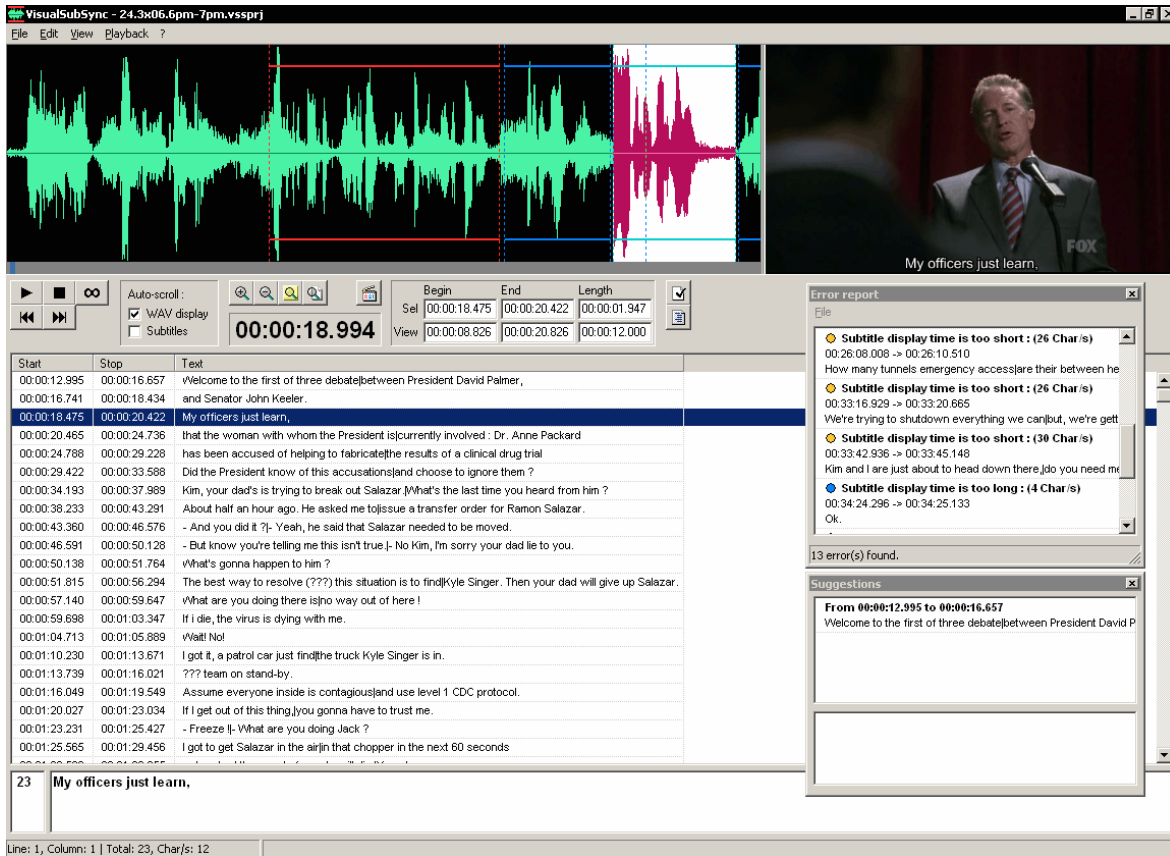 VisualSubSync - 24.3x06.6pm-7pm.vssprj
File Edit View Playback ?
FOX
My officers just learn,
Auto-scroll :
WAV display
Subtitles
00:00:18.994
Begin End Length
Sel 00:00:18.475 00:00:20.422 00:00:01.947
View 00:00:08.826 00:00:20.826 00:00:12.000
Start Stop Text
00:00:12.995 00:00:16.657 Welcome to the first of three debate|between President David Palmer,
00:00:16.741 00:00:18.434 and Senator John Keeler.
00:00:18.475 00:00:20.422 My officers just learn,
00:00:20.465 00:00:24.736 that the woman with whom the President is|currently involved : Dr. Anne Packard
00:00:24.788 00:00:29.228 has been accused of helping to fabricate|the results of a clinical drug trial
00:00:29.422 00:00:33.588 Did the President know of this accusations|and choose to ignore them ?
00:00:34.193 00:00:37.989 Kim, your dad's is trying to break out Salazar.|What's the last time you heard from him ?
00:00:38.233 00:00:43.291 About half an hour ago. He asked me to|issue a transfer order for Ramon Salazar.
00:00:43.360 00:00:46.576 - And you did it ?|- Yeah, he said that Salazar needed to be moved.
00:00:46.591 00:00:50.128 - But know you're telling me this isn't true.|- No Kim, I'm sorry your dad lie to you.
00:00:50.138 00:00:51.764 What's gonna happen to him ?
00:00:51.815 00:00:56.294 The best way to resolve (???) this situation is to find|Kyle Singer. Then your dad will give up Salazar.
00:00:57.140 00:00:59.647 What are you doing there is|no way out of here !
00:00:59.698 00:01:03.347 If i die, the virus is dying with me.
00:01:04.713 00:01:05.889 Wait! No!
00:01:10.230 00:01:13.671 I got it, a patrol car just find|the truck Kyle Singer is in.
00:01:13.739 00:01:16.021 ??? team on stand-by.
00:01:16.049 00:01:19.549 Assume everyone inside is contagious|and use level 1 CDC protocol.
00:01:20.027 00:01:23.034 If I get out of this thing,|you gonna have to trust me.
00:01:23.231 00:01:25.427 - Freeze !|- What are you doing Jack ?
00:01:25.565 00:01:29.456 I got to get Salazar in the air|in that chopper in the next 60 seconds
23 My officers just learn,
Line: 1, Column: 1 | Total: 23, Char/s: 12
Error report
File
Subtitle display time is too short : (26 Char/s)
00:26:08.008 -> 00:26:10.510
How many tunnels emergency access|are their between he
Subtitle display time is too short : (26 Char/s)
00:33:16.929 -> 00:33:20.665
We're trying to shutdown everything we can|but, we're gett
Subtitle display time is too short : (30 Char/s)
00:33:42.936 -> 00:33:45.148
Kim and I are just about to head down there,|do you need me
Subtitle display time is too long : (4 Char/s)
00:34:24.296 -> 00:34:25.133
Ok.
13 error(s) found.
Suggestions
From 00:00:12.995 to 00:00:16.657
Welcome to the first of three debate|between President David P